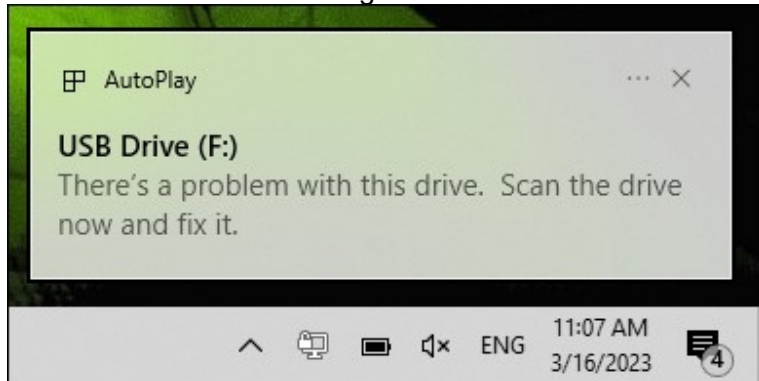 AutoPlay
USB Drive (F:)
There's a problem with this drive.  Scan the drive
now and fix it.
ENG
11:07 AM
3/16/2023
4